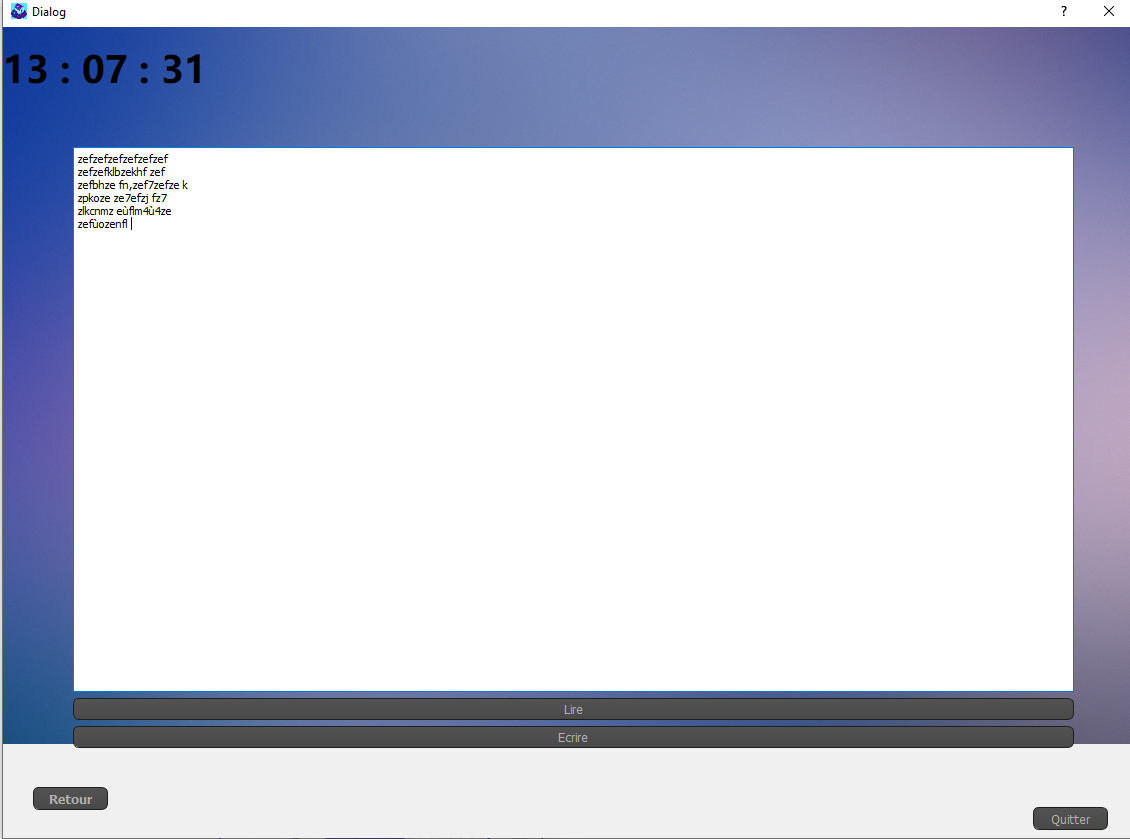 Dialog
?
13 : 07 : 31
zefzefzefzefzefzef
zefzefklbzekhf zef
zefbhze fn,zef7zefze k
zpkoze ze7efzj fz7
zlkcnmz eùflm4ù4ze
zefùozenfl
Lire
Ecrire
Retour
Quitter